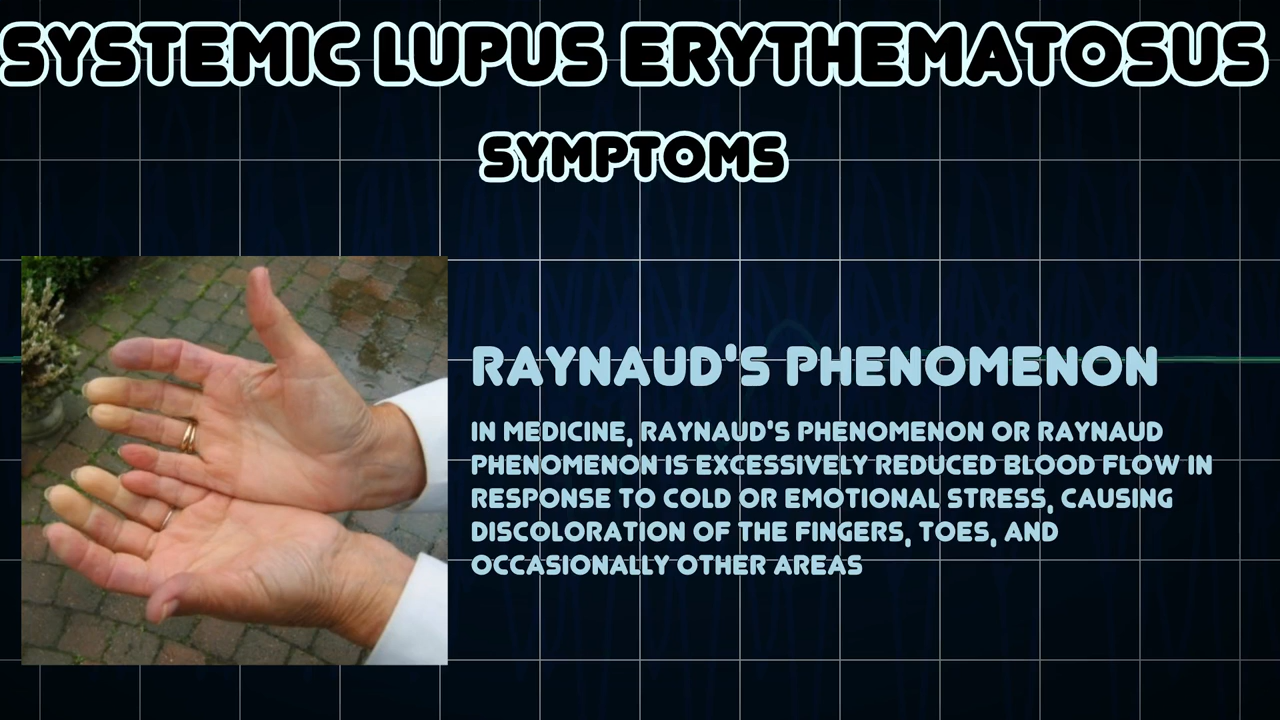 SYSTEMIC LUPUS ERYTHEMATOSUS
SYMPTOMS
RAYNAUD'S PHENOMENON
IN MEDICINE, RAYNAUD'S PHENOMENON OR RAYNAUD
PHENOMENON IS EXCESSIVELY REDUCED BLOOD FLOW IN
RESPONSE TO COLD OR EMOTIONAL STRESS, CAUSING
DISCOLORATION OF THE FINGERS, TOES, AND
OCCASIONALLY OTHER AREAS